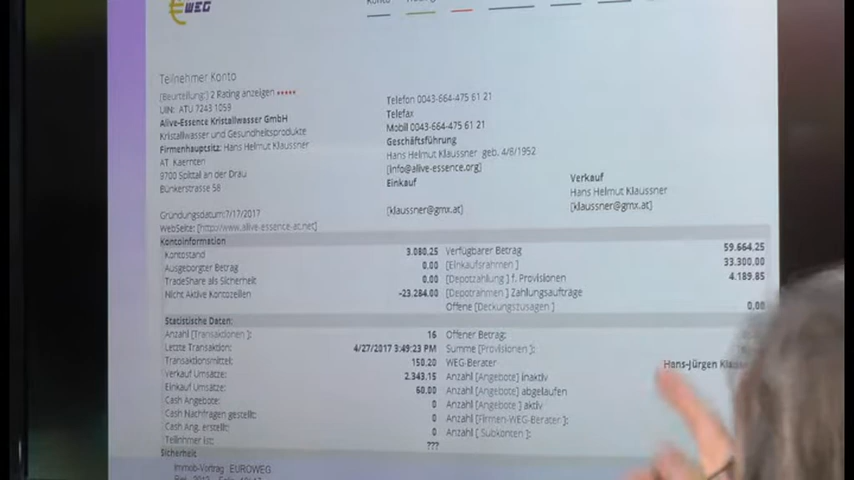 €WEG
Konto
Teilnehmer Konto
[Beurteilung:] 2 Rating anzeigen *****
UIN: ATU 7243 1059
Alive-Essence Kristallwasser GmbH
Kristallwasser und Gesundheitsprodukte
Firmenhauptsitz: Hans Helmut Klaussner
AT Kaernten
9700 Spittal an der Drau
Bünkerstrasse 58
Telefon 0043-664-475 61 21
Telefax
Mobil 0043-664-475 61 21
Geschäftsführung
Hans Helmut Klaussner geb. 4/8/1952
[info@alive-essence.org]
Einkauf
[klaussner@gmx.at]
Verkauf
Hans Helmut Klaussner
[klaussner@gmx.at]
Gründungsdatum:7/17/2017
WebSeite: [http://www.alive-essence-at.net]
Kontoinformation
Kontostand 3.080,25 Verfügbarer Betrag 59.664,25
Ausgeborgter Betrag 0,00 [Einkaufsrahmen ] 33.300,00
TradeShare als Sicherheit 0,00 [Depotzahlung ] f. Provisionen 4.189,85
Nicht Aktive Kontozeilen -23.284,00 [Depotrahmen ] Zahlungsaufträge
Offene [Deckungszusagen ] 0,00
Statistische Daten:
Anzahl [Transaktionen ]: 16 Offener Betrag:
Letzte Transaktion: 4/27/2017 3:49:23 PM Summe [Provisionen ]:
Transaktionsmittel: 150,20 WEG-Berater Hans-Jürgen
Verkauf Umsätze: 2.343,15 Anzahl [Angebote] inaktiv
Einkauf Umsätze: 60,00 Anzahl [Angebote] abgelaufen
Cash Angebote: 0 Anzahl [Angebote ] aktiv
Cash Nachfragen gestellt: 0 Anzahl [Firmen-WEG-Berater ]:
Cash Ang. erstellt: 0 Anzahl [ Subkonten ]:
Teilnhmer ist: ???
Sicherheit
Immob-Vortrag EUROWEG